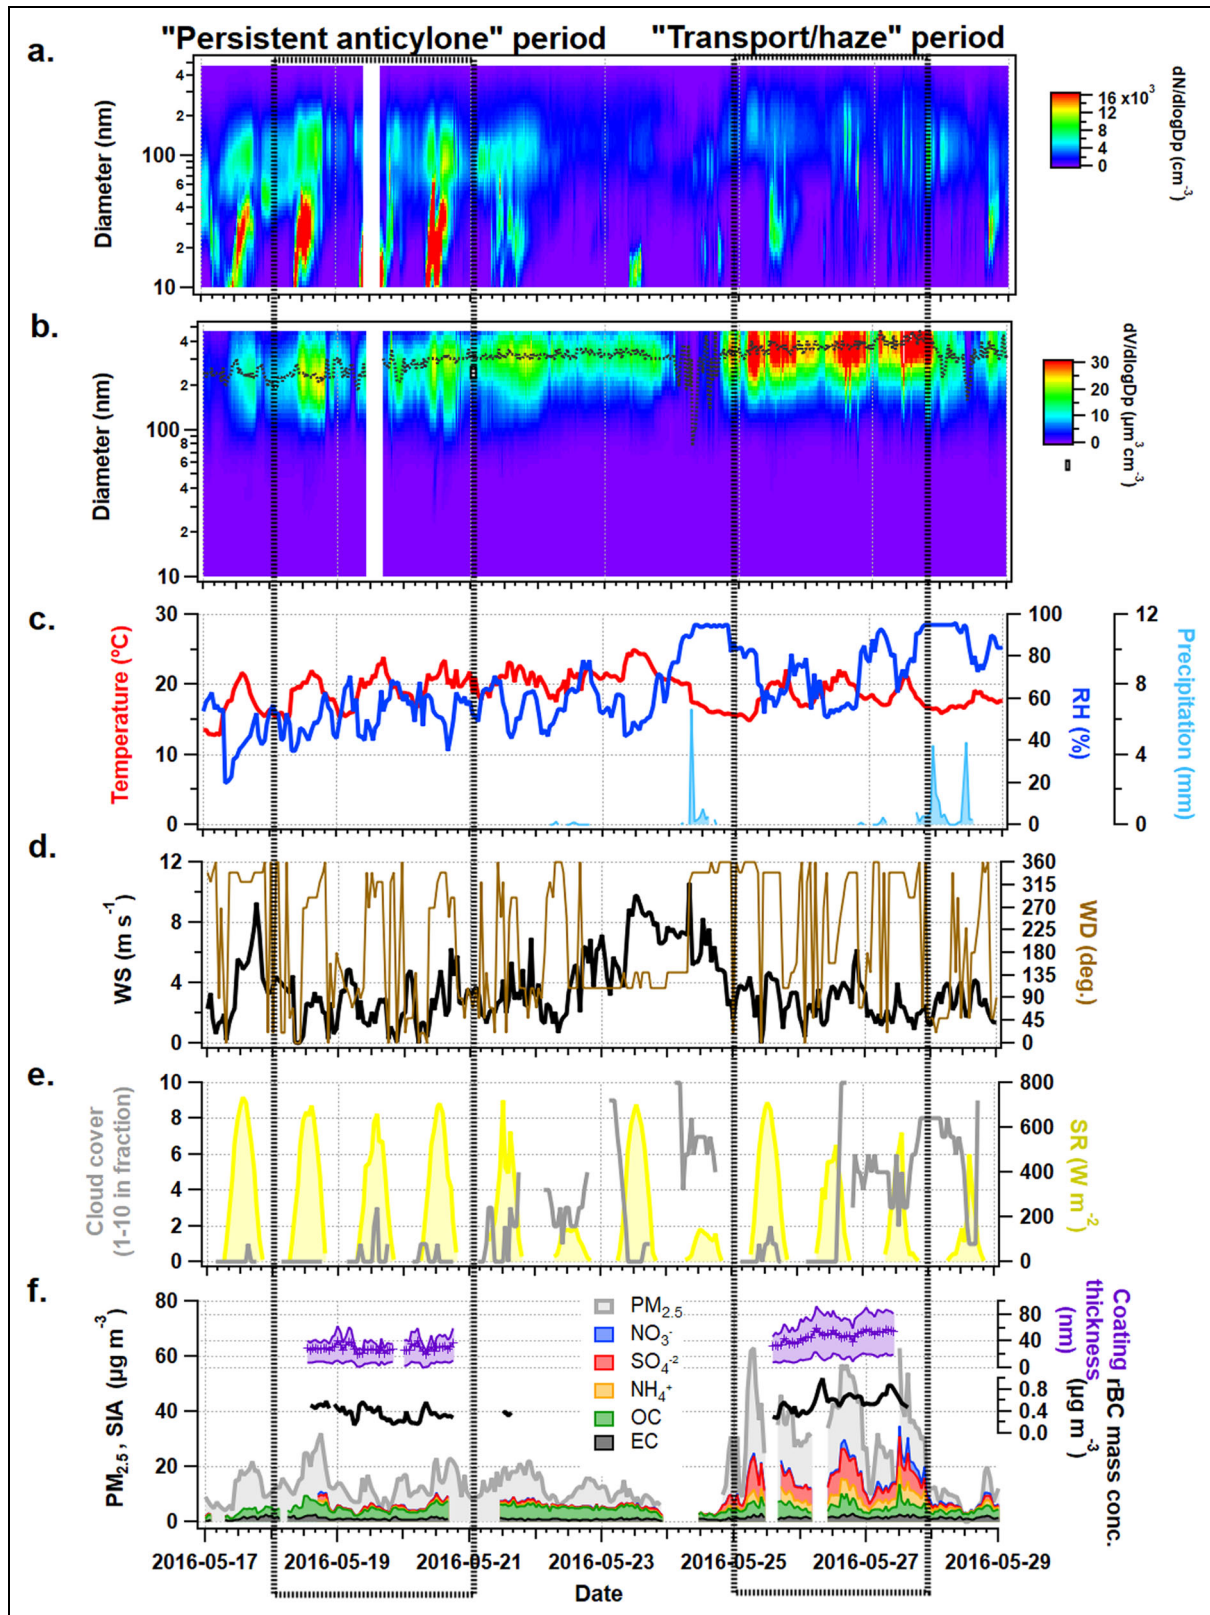 "Persistent anticylone" period
"Transport/haze" period
a.
Diameter (nm)
4
2
100
6
4
2
10
16 x10³
12
8
4
0
dN/dlogDp (cm⁻³)
b.
Diameter (nm)
4
2
100
8
6
4
2
10
30
20
10
0
dV/dlogDp (µm³ cm⁻³)
c.
Temperature (ºC)
30
20
10
0
100
80
60
40
20
0
RH (%)
12
8
4
0
Precipitation (mm)
d.
WS (m s⁻¹)
12
8
4
0
360
315
270
225
180
135
90
45
0
WD (deg.)
e.
Cloud cover
(1-10 in fraction)
10
8
6
4
2
0
800
600
400
200
0
SR (W m⁻²)
f.
PM₂.₅ , SIA (µg m⁻³)
80
60
40
20
0
PM₂.₅
NO₃⁻
SO₄⁻²
NH₄⁺
OC
EC
80
40
0
Coating
thickness
(nm)
0.8
0.4
0.0
rBC mass conc.
(µg m⁻³)
2016-05-17 2016-05-19 2016-05-21 2016-05-23 2016-05-25 2016-05-27 2016-05-29
Date